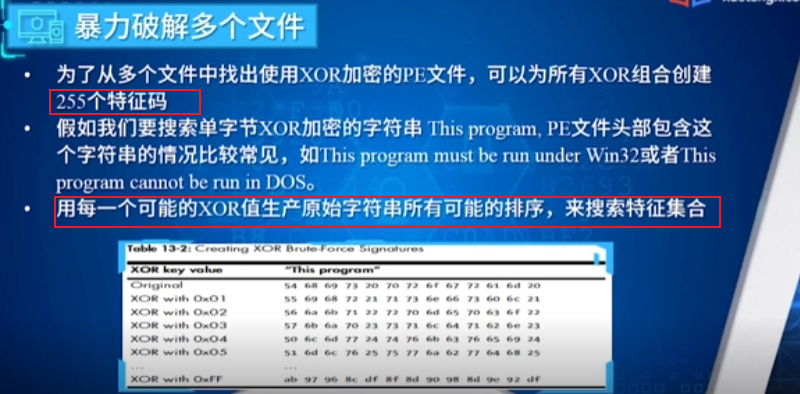 暴力破解多个文件
• 为了从多个文件中找出使用XOR加密的PE文件，可以为所有XOR组合创建
255个特征码
• 假如我们要搜索单字节XOR加密的字符串 This program, PE文件头部包含这
个字符串的情况比较常见，如This program must be run under Win32或者This
program cannot be run in DOS。
• 用每一个可能的XOR值生产原始字符串所有可能的排序，来搜索特征集合
Table 13-2: Creating XOR Brute-Force Signatures
XOR key value "This program"
Original 54 68 69 73 20 70 72 6f 67 72 61 6d 20
XOR with 0x01 55 69 68 72 21 71 73 6e 66 73 60 6c 21
XOR with 0x02 56 6a 6b 71 22 72 70 6d 65 70 63 6f 22
XOR with 0x03 57 6b 6a 70 23 73 71 6c 64 71 62 6e 23
XOR with 0x04 50 6c 6d 77 24 74 76 6b 63 76 65 69 24
XOR with 0x05 51 6d 6c 76 25 75 77 6a 62 77 64 68 25
... ...
XOR with 0xFF ab 97 96 8c df 8f 8d 90 98 8d 9e 92 df